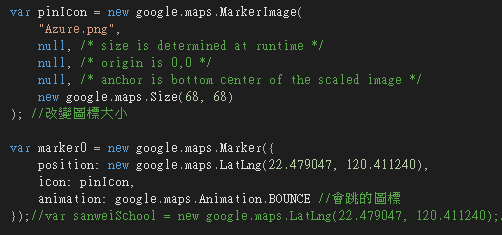 var pinIcon = new google.maps.MarkerImage(
    "Azure.png",
    null, /* size is determined at runtime */
    null, /* origin is 0,0 */
    null, /* anchor is bottom center of the scaled image */
    new google.maps.Size(68, 68)
); //改變圖標大小

var marker0 = new google.maps.Marker({
    position: new google.maps.LatLng(22.479047, 120.411240),
    icon: pinIcon,
    animation: google.maps.Animation.BOUNCE //會跳的圖標
});//var sanweiSchool = new google.maps.LatLng(22.479047, 120.411240);